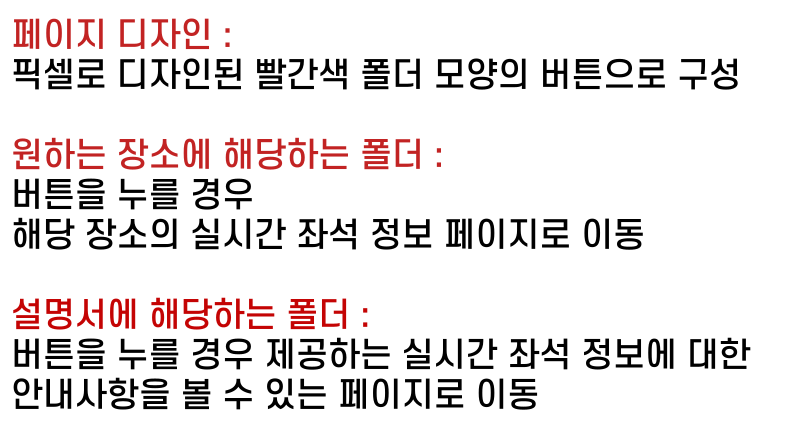 페이지 디자인 :
픽셀로 디자인된 빨간색 폴더 모양의 버튼으로 구성
원하는 장소에 해당하는 폴더 :
버튼을 누를 경우
해당 장소의 실시간 좌석 정보 페이지로 이동
설명서에 해당하는 폴더 :
버튼을 누를 경우 제공하는 실시간 좌석 정보에 대한
안내사항을 볼 수 있는 페이지로 이동